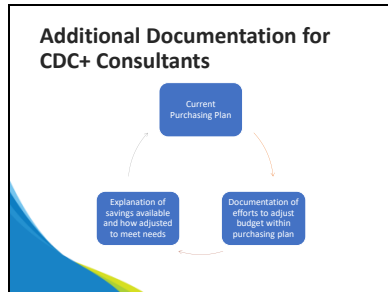 Additional Documentation for
CDC+ Consultants
Current
Purchasing Plan
Explanation of
savings available
and how adjusted
to meet needs
Documentation of
efforts to adjust
budget within
purchasing plan